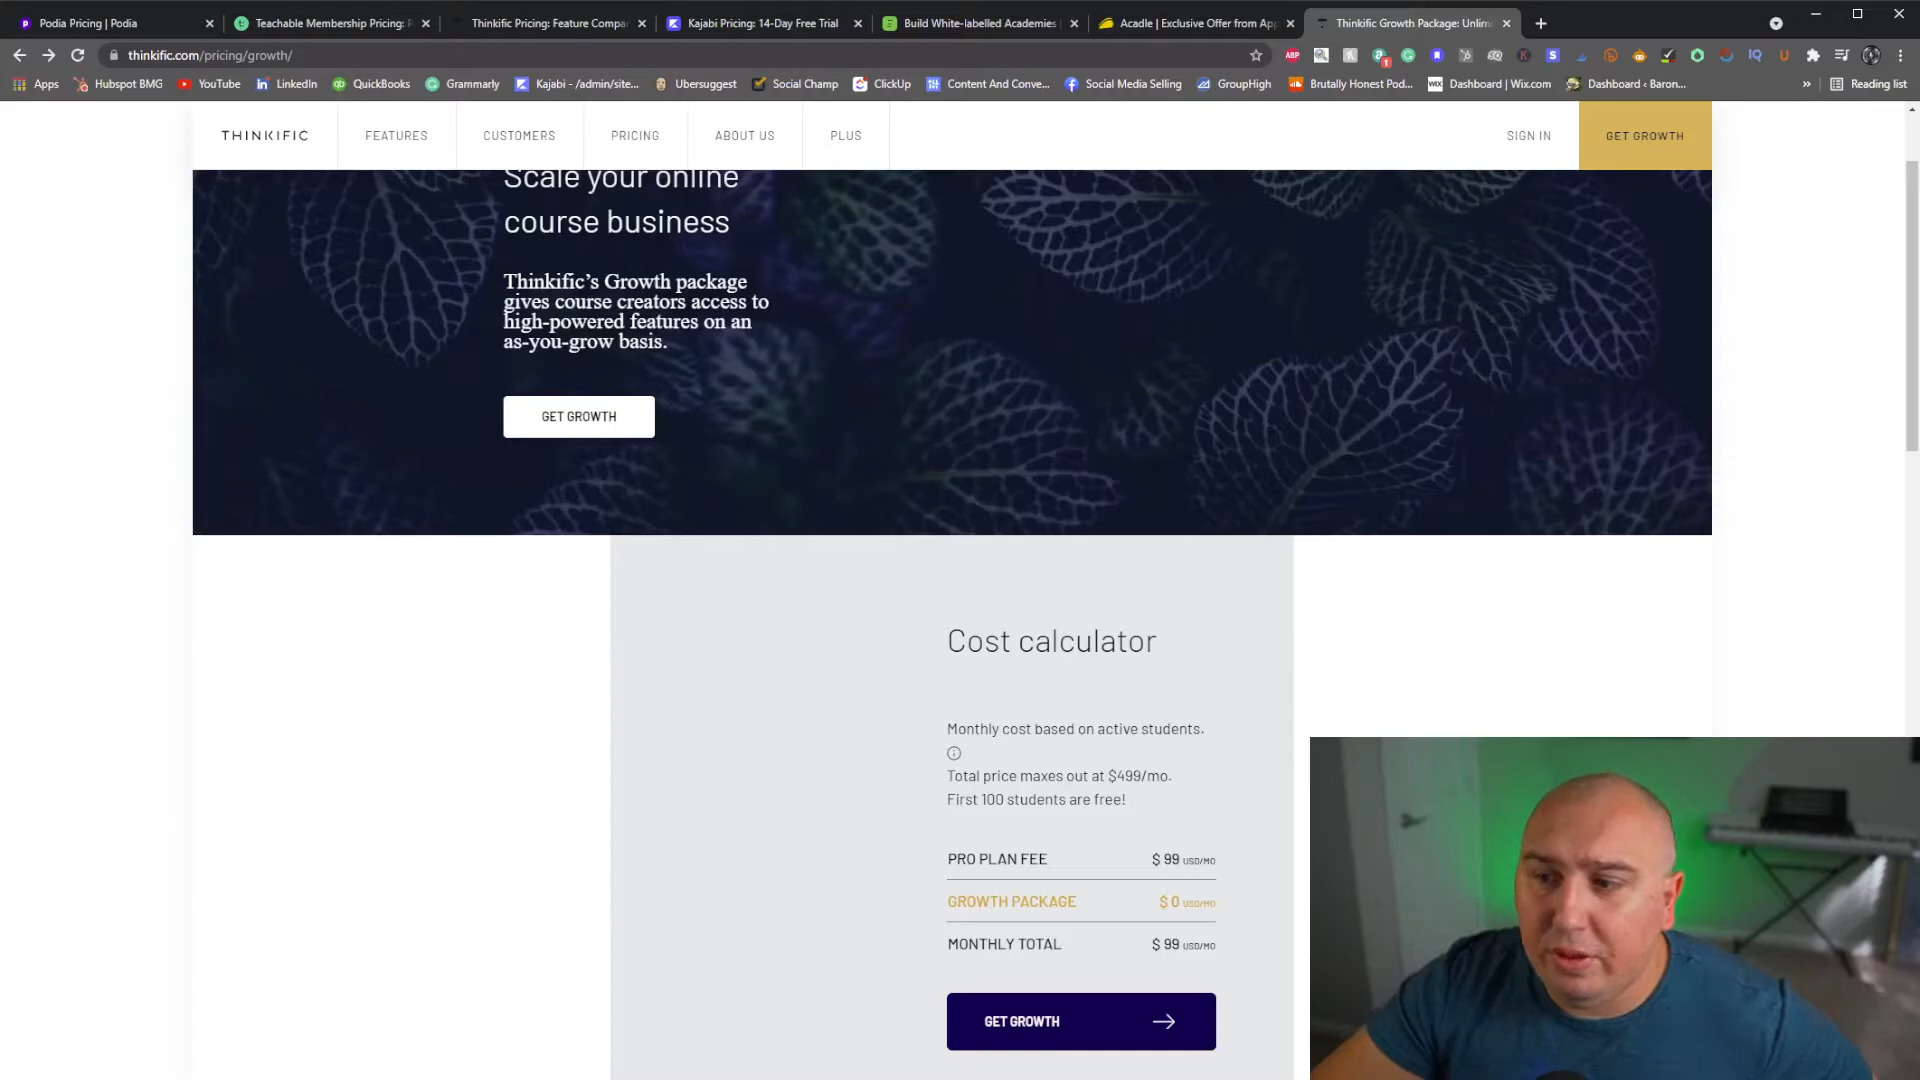 Podia Pricing | Podia
Teachable Membership Pricing: P
Thinkific Pricing: Feature Compa
Kajabi Pricing: 14-Day Free Trial
Build White-labelled Academies
Acadle | Exclusive Offer from App
Thinkific Growth Package: Unlimi
thinkific.com/pricing/growth/
Apps
Hubspot BMG
YouTube
LinkedIn
QuickBooks
Grammarly
Kajabi - /admin/site...
Ubersuggest
Social Champ
ClickUp
Content And Conve...
Social Media Selling
GroupHigh
Brutally Honest Pod...
Dashboard | Wix.com
Dashboard ‹ Baron...
»
Reading list
THINKIFIC
FEATURES
CUSTOMERS
PRICING
ABOUT US
PLUS
SIGN IN
GET GROWTH
Scale your online
course business
Thinkific’s Growth package
gives course creators access to
high-powered features on an
as-you-grow basis.
GET GROWTH
Cost calculator
Monthly cost based on active students.
Total price maxes out at $499/mo.
First 100 students are free!
PRO PLAN FEE $ 99 USD/MO
GROWTH PACKAGE $ 0 USD/MO
MONTHLY TOTAL $ 99 USD/MO
GET GROWTH